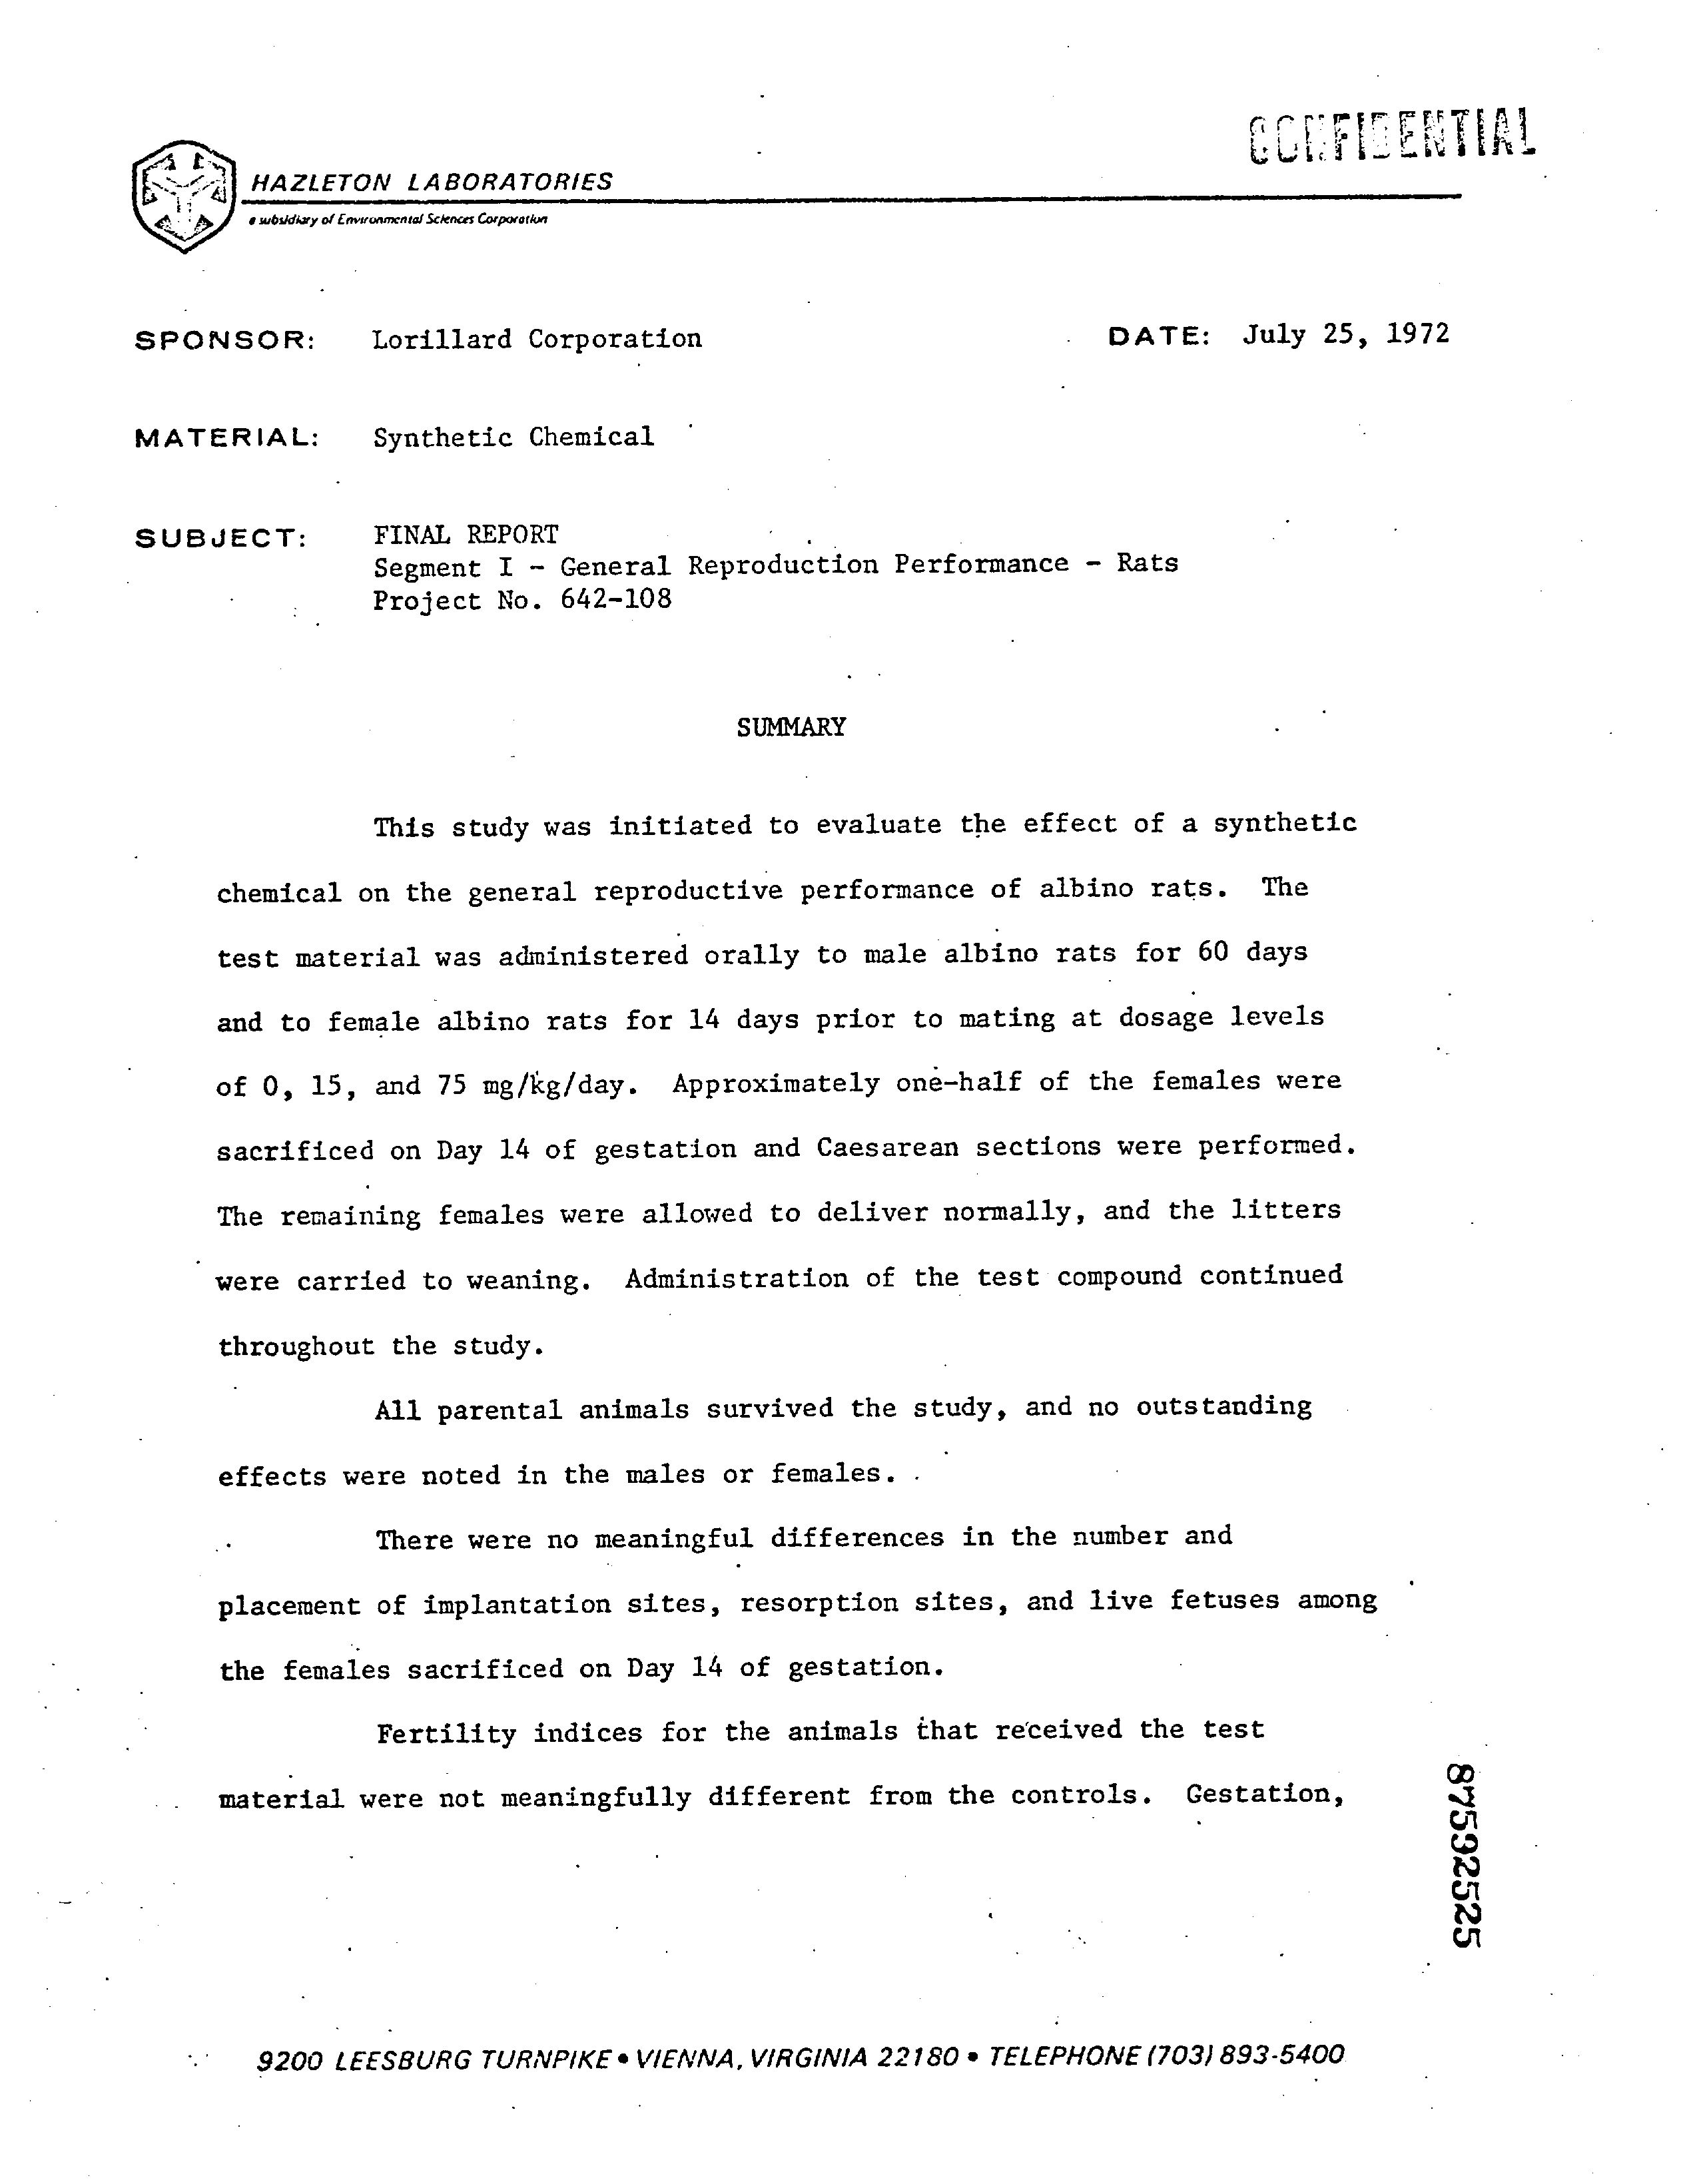 CONFIDENTIAL
HAZLETON LABORATORIES
a subsidiary of Environmental Sciences Corporation
SPONSOR: Lorillard Corporation DATE: July 25, 1972
MATERIAL: Synthetic Chemical
SUBJECT: FINAL REPORT
Segment I - General Reproduction Performance - Rats
Project No. 642-108
SUMMARY
This study was initiated to evaluate the effect of a synthetic
chemical on the general reproductive performance of albino rats. The
test material was administered orally to male albino rats for 60 days
and to female albino rats for 14 days prior to mating at dosage levels
of 0, 15, and 75 mg/kg/day. Approximately one-half of the females were
sacrificed on Day 14 of gestation and Caesarean sections were performed.
The remaining females were allowed to deliver normally, and the litters
were carried to weaning. Administration of the test compound continued
throughout the study.
All parental animals survived the study, and no outstanding
effects were noted in the males or females.
There were no meaningful differences in the number and
placement of implantation sites, resorption sites, and live fetuses among
the females sacrificed on Day 14 of gestation.
Fertility indices for the animals that received the test
material were not meaningfully different from the controls. Gestation,
87592525
9200 LEESBURG TURNPIKE • VIENNA, VIRGINIA 22180 • TELEPHONE (703) 893-5400